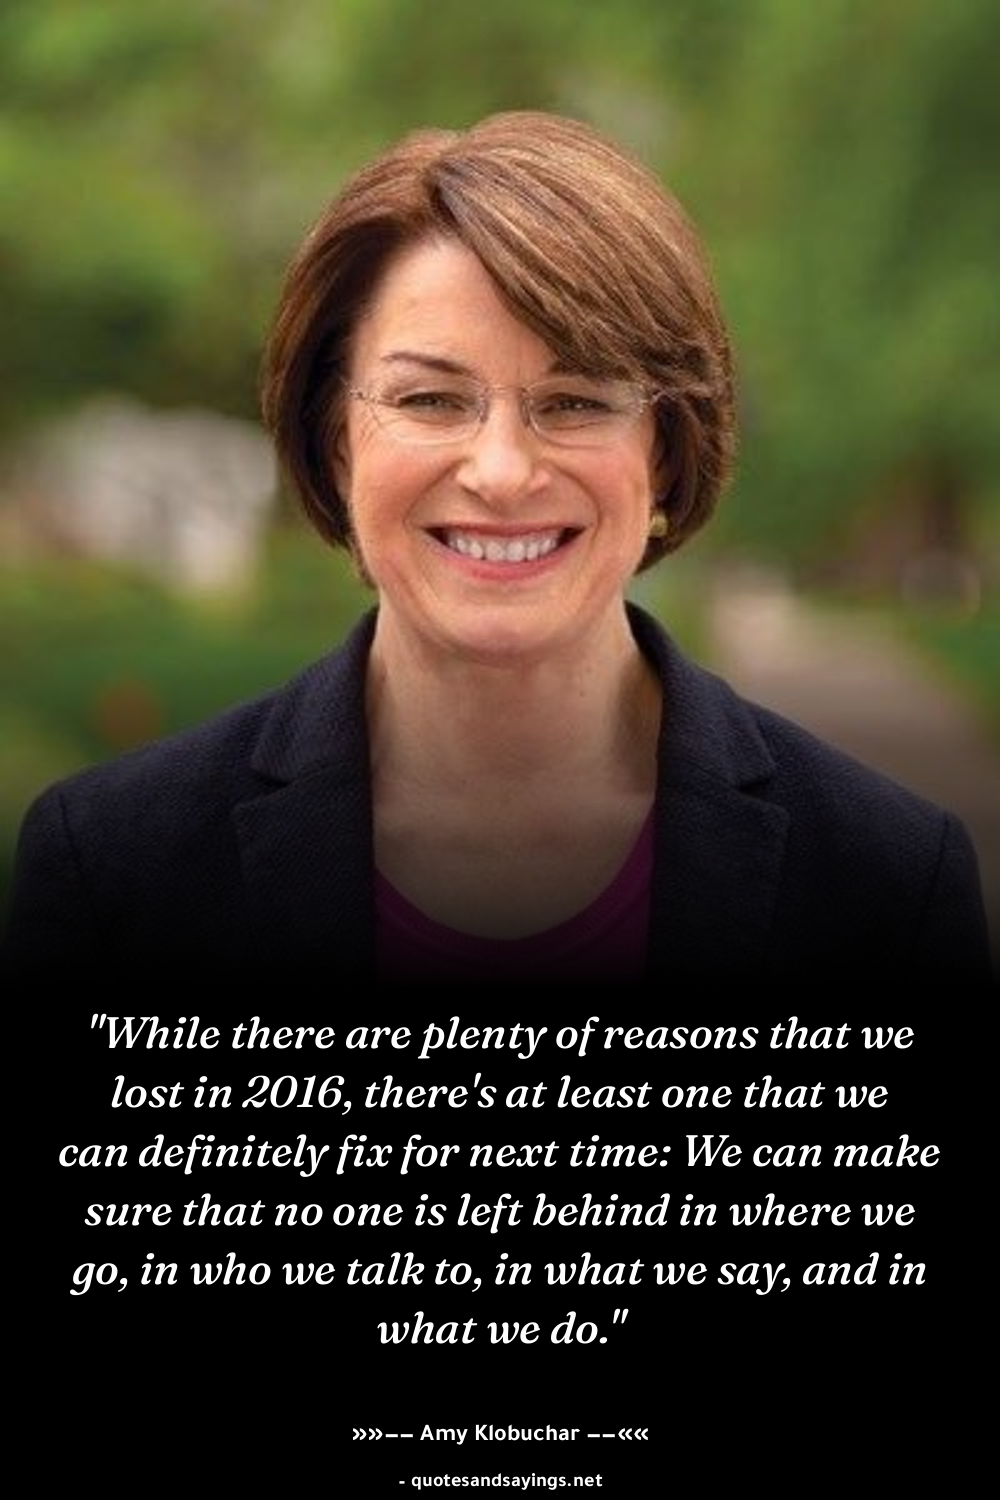 "While there are plenty of reasons that we
lost in 2016, there's at least one that we
can definitely fix for next time: We can make
sure that no one is left behind in where we
go, in who we talk to, in what we say, and in
what we do."
»»−− Amy Klobuchar −−««
- quotesandsayings.net